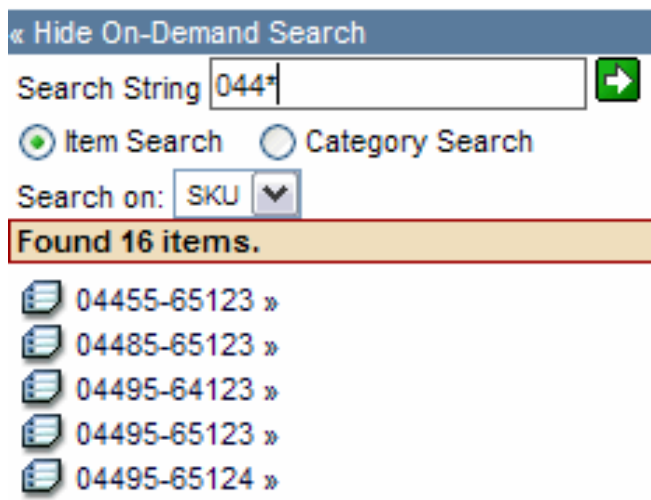 « Hide On-Demand Search
Search String 044*
Item Search Category Search
Search on: SKU
Found 16 items.
04455-65123 »
04485-65123 »
04495-64123 »
04495-65123 »
04495-65124 »